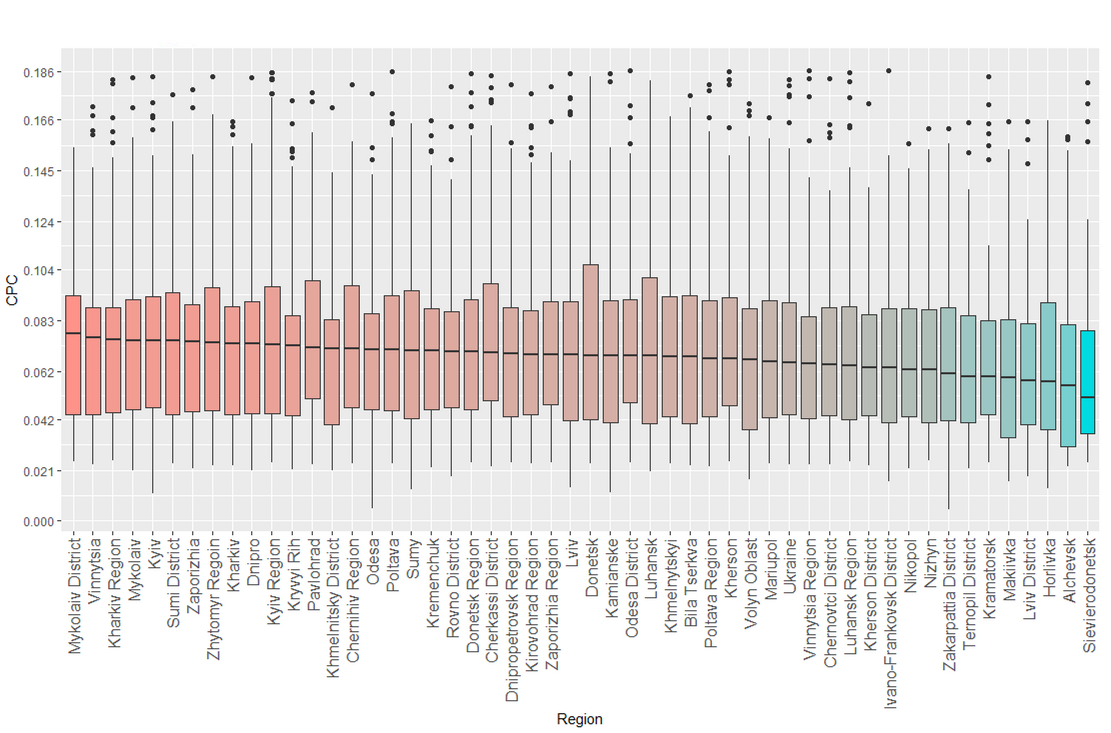 CPC
0.186
0.166
0.145
0.124
0.104
0.083
0.062
0.042
0.021
0.000
Mykolaiv District
Vinnytsia
Kharkiv Region
Mykolaiv
Kyiv
Sumi District
Zaporizhia
Zhytomyr Regoin
Kharkiv
Dnipro
Kyiv Region
Kryvyi Rih
Pavlohrad
Khmelnitsky District
Chernihiv Region
Odesa
Poltava
Sumy
Kremenchuk
Rovno District
Donetsk Region
Cherkassi District
Dnipropetrovsk Region
Kirovohrad Region
Zaporizhia Region
Lviv
Donetsk
Kamianske
Odesa District
Luhansk
Khmelnytskyi
Bila Tserkva
Poltava Region
Kherson
Volyn Oblast
Mariupol
Ukraine
Vinnytsia Region
Chernovtci District
Luhansk Region
Kherson District
Ivano-Frankovsk District
Nikopol
Nizhyn
Zakarpattia District
Ternopil District
Kramatorsk
Makiivka
Lviv District
Horlivka
Alchevsk
Sievierodonetsk
Region